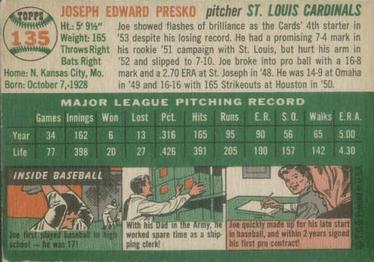 TOPPS
135
JOSEPH EDWARD PRESKO pitcher ST. LOUIS CARDINALS
Ht.: 5' 9½"
Weight: 165
Throws Right
Bats Right
Home: N. Kansas City, Mo.
Born: October 7, 1928
Joe showed flashes of brilliance as the Cards' 4th starter in
'53 despite his losing record. He had a promising 7-4 mark in
his rookie '51 campaign with St. Louis, but hurt his arm in
'52 and slipped to 7-10. Joe broke into pro ball with a mark of
16-8 and a 2.70 ERA at St. Joseph in '48. He was 14-9 at Omaha
in '49 and 16-16 with 165 Strikeouts at Houston in '50.
MAJOR LEAGUE PITCHING RECORD
Games Innings Won Lost Pct. Hits Runs E.R. S.O. Walks E.R.A.
Year 34 162 6 13 .316 165 95 90 56 65 5.00
Life 77 398 20 26 .435 391 205 190 157 142 4.30
INSIDE BASEBALL
Joe first played baseball in high
school — he was 17!
With his Dad in the Army, he
worked spare time as a ship-
ping clerk!
Joe quickly made up for his late start
in baseball, and within 2 years signed
his first pro contract!